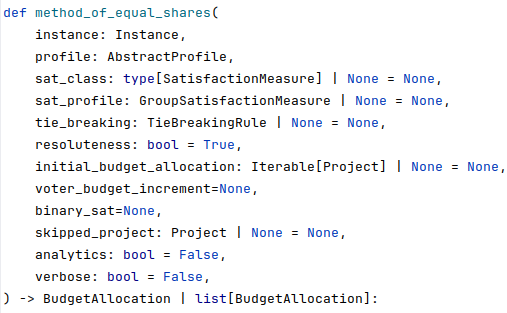 def method_of_equal_shares(
    instance: Instance,
    profile: AbstractProfile,
    sat_class: type[SatisfactionMeasure] | None = None,
    sat_profile: GroupSatisfactionMeasure | None = None,
    tie_breaking: TieBreakingRule | None = None,
    resoluteness: bool = True,
    initial_budget_allocation: Iterable[Project] | None = None,
    voter_budget_increment=None,
    binary_sat=None,
    skipped_project: Project | None = None,
    analytics: bool = False,
    verbose: bool = False,
) -> BudgetAllocation | list[BudgetAllocation]: